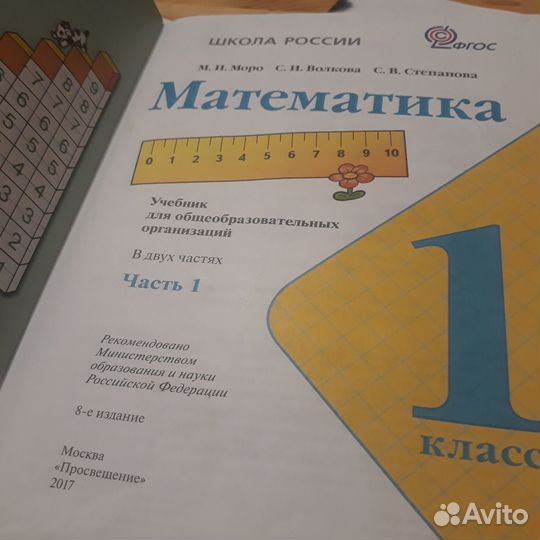 ШКОЛА РОССИИ
ФГОС
М. И. Моро С. И. Волкова С. В. Степанова
Математика
0 1 2 3 4 5 6 7 8 9 10
Учебник
для общеобразовательных
организаций
В двух частях
Часть 1
Рекомендовано
Министерством
образования и науки
Российской Федерации
8-е издание
Москва
«Просвещение»
2017
1
класс
Avito